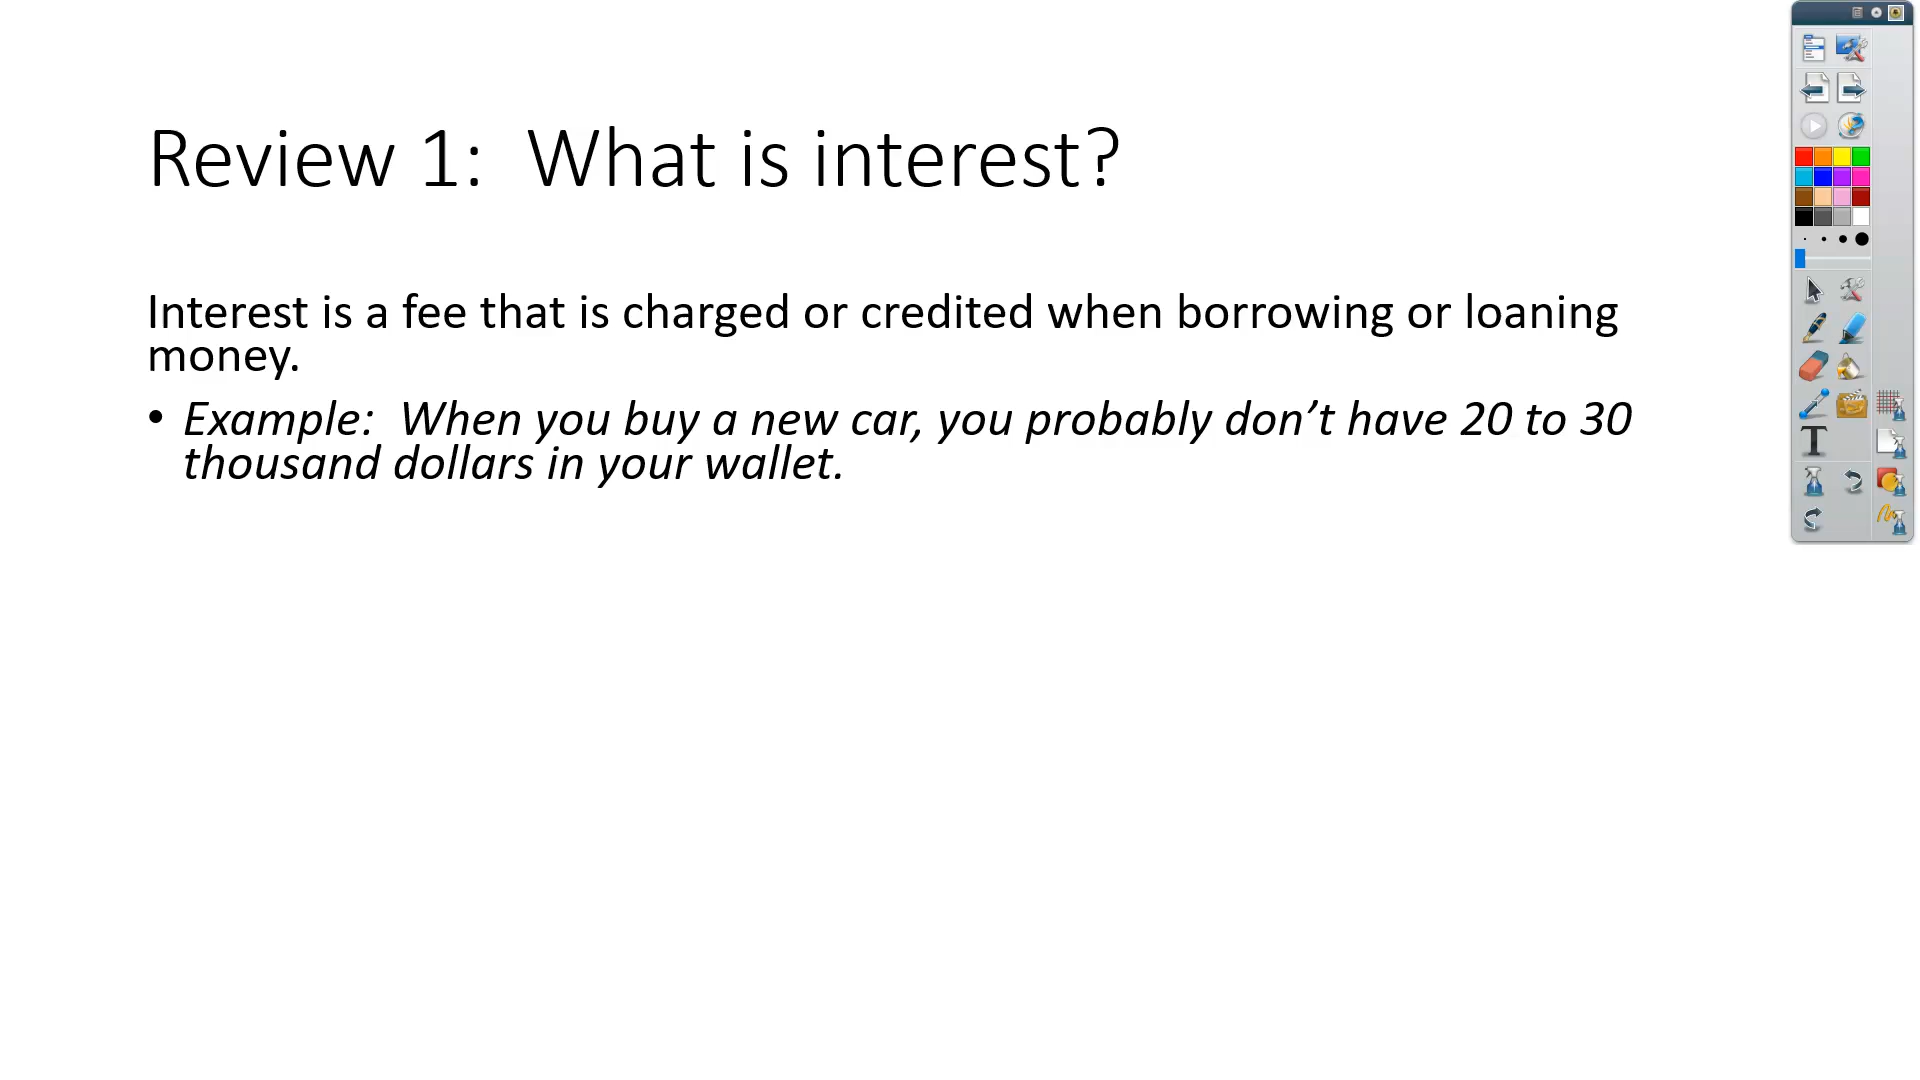 Review 1:  What is interest?
Interest is a fee that is charged or credited when borrowing or loaning
money.
• Example:  When you buy a new car, you probably don’t have 20 to 30
thousand dollars in your wallet.
T